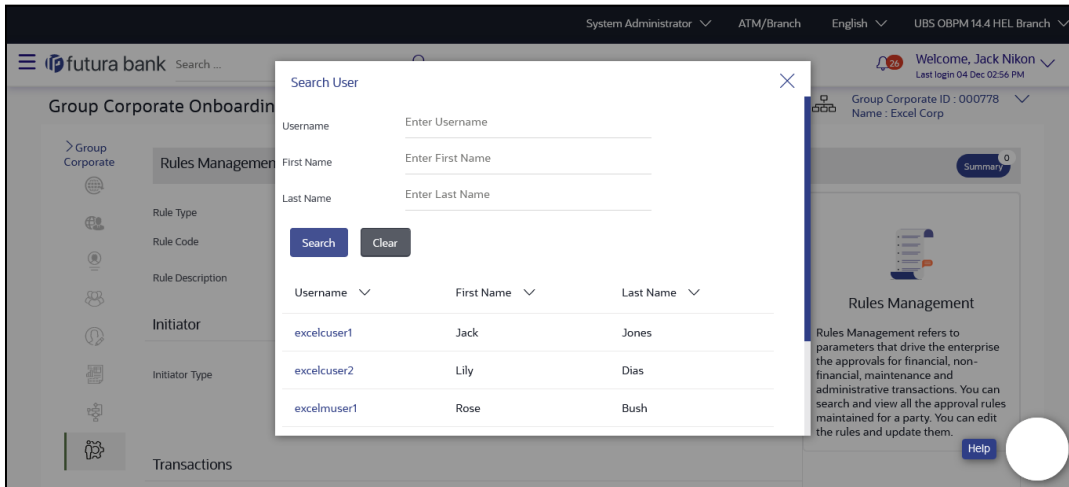 System Administrator ATM/Branch English UBS OBPM 14.4 HEL Branch
futura bank Search ... 26 Welcome, Jack Nikon
Last login 04 Dec 02:56 PM
Search User
Group Corporate Onboardin
Group Corporate ID : 000778
Name : Excel Corp
Username Enter Username
> Group
Corporate
Rules Managemen
First Name Enter First Name
Summary 0
Last Name Enter Last Name
Rule Type
Rule Code
Search Clear
Rule Description
Username First Name Last Name
Rules Management
Initiator
excelcuser1 Jack Jones
Rules Management refers to
parameters that drive the enterprise
the approvals for financial, non-
financial, maintenance and
administrative transactions. You can
search and view all the approval rules
maintained for a party. You can edit
the rules and update them.
Initiator Type
excelcuser2 Lily Dias
excelmuser1 Rose Bush
Help
Transactions